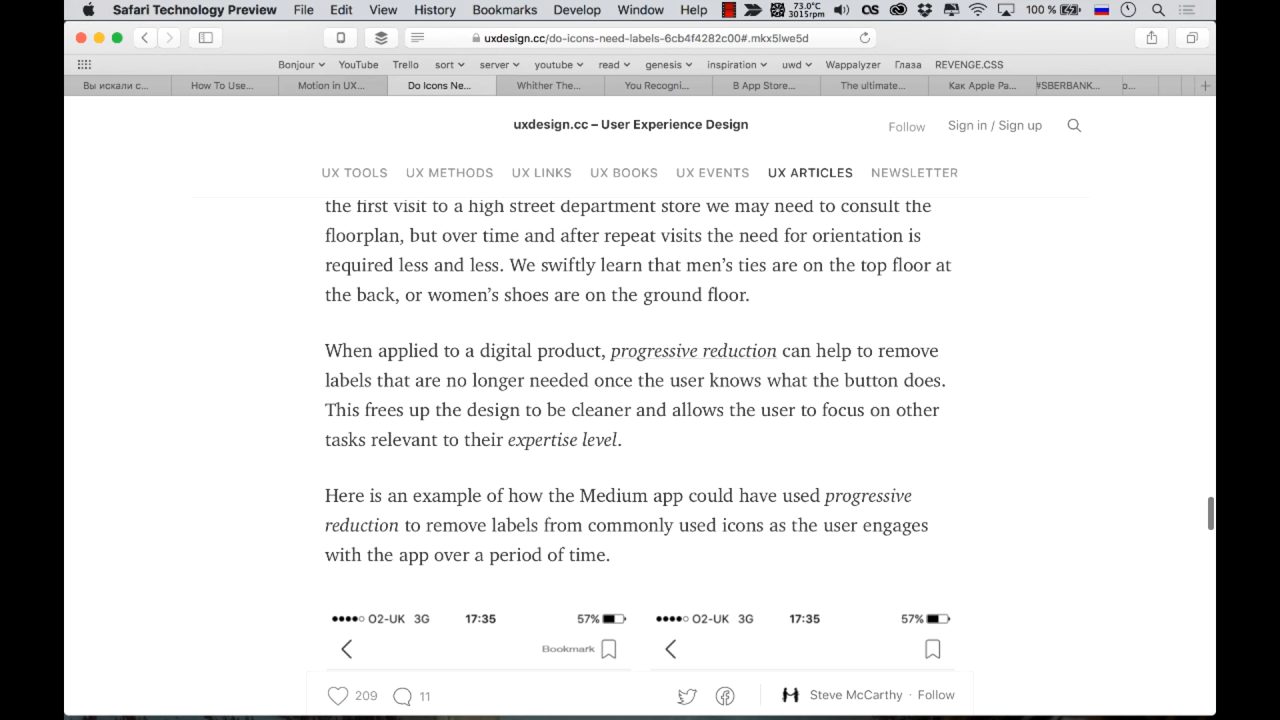 Safari Technology Preview File Edit View History Bookmarks Develop Window Help 73.0°C 3015rpm 100 %
uxdesign.cc/do-icons-need-labels-6cb4f4282c00#.mkx5lwe5d
Bonjour YouTube Trello sort server youtube read genesis inspiration uwd Wappalyzer Глаза REVENGE.CSS
Вы искали с... How To Use... Motion in UX... Do Icons Ne... Whither The... You Recogni... В App Store... The ultimate... Как Apple Pa... #SBERBANK...
uxdesign.cc – User Experience Design
Follow Sign in / Sign up
UX TOOLS UX METHODS UX LINKS UX BOOKS UX EVENTS UX ARTICLES NEWSLETTER
the first visit to a high street department store we may need to consult the
floorplan, but over time and after repeat visits the need for orientation is
required less and less. We swiftly learn that men’s ties are on the top floor at
the back, or women’s shoes are on the ground floor.
When applied to a digital product, progressive reduction can help to remove
labels that are no longer needed once the user knows what the button does.
This frees up the design to be cleaner and allows the user to focus on other
tasks relevant to their expertise level.
Here is an example of how the Medium app could have used progressive
reduction to remove labels from commonly used icons as the user engages
with the app over a period of time.
O2-UK 3G 17:35 57% O2-UK 3G 17:35 57%
Bookmark
209 11 Steve McCarthy · Follow